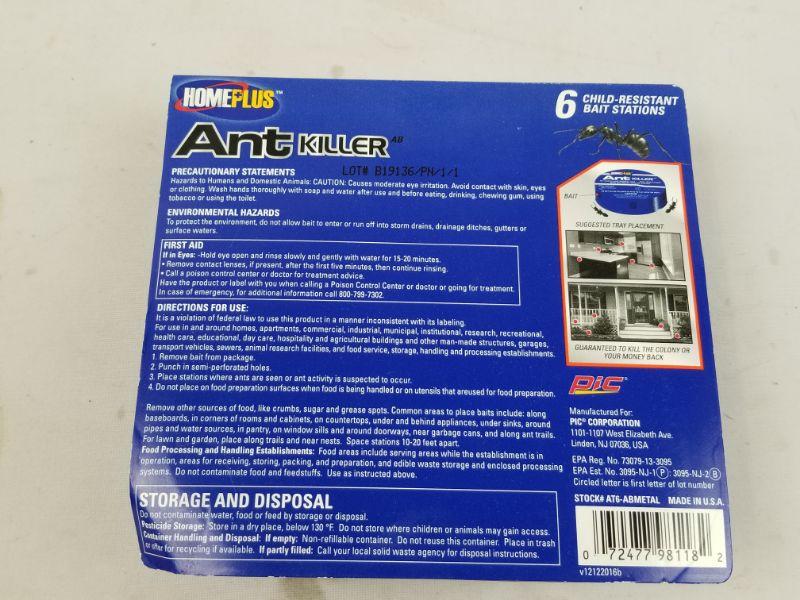 HOMEPLUS™
Ant KILLER AB
LOT# B19136/PN/1/1
PRECAUTIONARY STATEMENTS
Hazards to Humans and Domestic Animals: CAUTION: Causes moderate eye irritation. Avoid contact with skin, eyes
or clothing. Wash hands thoroughly with soap and water after use and before eating, drinking, chewing gum, using
tobacco or using the toilet.
ENVIRONMENTAL HAZARDS
To protect the environment, do not allow bait to enter or run off into storm drains, drainage ditches, gutters or
surface waters.
FIRST AID
If in Eyes: -Hold eye open and rinse slowly and gently with water for 15-20 minutes.
• Remove contact lenses, if present, after the first five minutes, then continue rinsing.
• Call a poison control center or doctor for treatment advice.
Have the product or label with you when calling a Poison Control Center or doctor or going for treatment.
In case of emergency, for additional information call 800-799-7302.
DIRECTIONS FOR USE:
It is a violation of federal law to use this product in a manner inconsistent with its labeling.
For use in and around homes, apartments, commercial, industrial, municipal, institutional, research, recreational,
health care, educational, day care, hospitality and agricultural buildings and other man-made structures, garages,
transport vehicles, sewers, animal research facilities, and food service, storage, handling and processing establishments.
1. Remove bait from package.
2. Punch in semi-perforated holes.
3. Place stations where ants are seen or ant activity is suspected to occur.
4. Do not place on food preparation surfaces when food is being handled or on utensils that areused for food preparation.
Remove other sources of food, like crumbs, sugar and grease spots. Common areas to place baits include: along
baseboards, in corners of rooms and cabinets, on countertops, under and behind appliances, under sinks, around
pipes and water sources, in pantry, on window sills and around doorways, near garbage cans, and along ant trails.
For lawn and garden, place along trails and near nests. Space stations 10-20 feet apart.
Food Processing and Handling Establishments: Food areas include serving areas while the establishment is in
operation, areas for receiving, storing, packing, and preparation, and edible waste storage and enclosed processing
systems. Do not contaminate food and feedstuffs. Use as instructed above.
STORAGE AND DISPOSAL
Do not contaminate water, food or feed by storage or disposal.
Pesticide Storage: Store in a dry place, below 130 °F. Do not store where children or animals may gain access.
Container Handling and Disposal: If empty: Non-refillable container. Do not reuse this container. Place in trash
or offer for recycling if available. If partly filled: Call your local solid waste agency for disposal instructions.
6 CHILD-RESISTANT
BAIT STATIONS
Ant KILLER
BAIT
SUGGESTED TRAY PLACEMENT
GUARANTEED TO KILL THE COLONY OR
YOUR MONEY BACK
PIC®
Manufactured For:
PIC® CORPORATION
1101-1107 West Elizabeth Ave.
Linden, NJ 07036, USA
EPA Reg. No. 73079-13-3095
EPA Est. No. 3095-NJ-1Ⓟ; 3095-NJ-2Ⓑ
Circled letter is first letter of lot number
STOCK# AT6-ABMETAL MADE IN U.S.A.
0 72477 98118 2
v12122016b